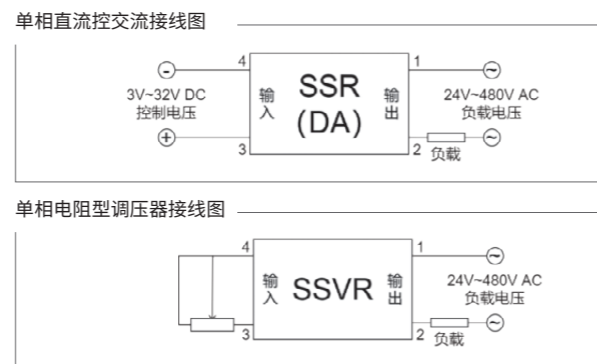 单相直流控交流接线图
4
1
3V~32V DC
控制电压
输入
SSR
(DA)
输出
24V~480V AC
负载电压
3
2
负载
单相电阻型调压器接线图
4
1
输入
SSVR
输出
24V~480V AC
负载电压
3
2
负载